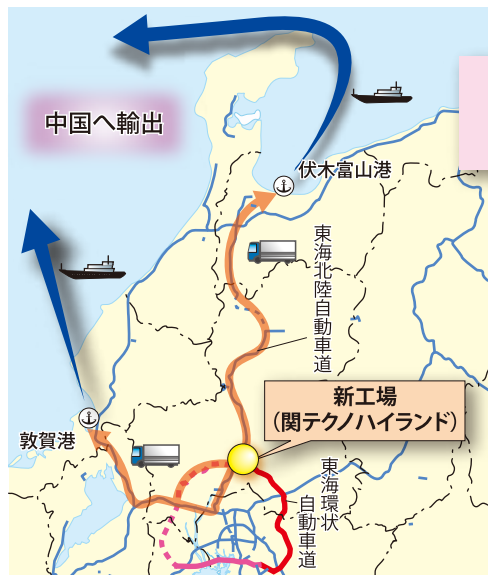 中国へ輸出
伏木富山港
東海北陸自動車道
新工場
(関テクノハイランド)
敦賀港
東海環状
自動車道